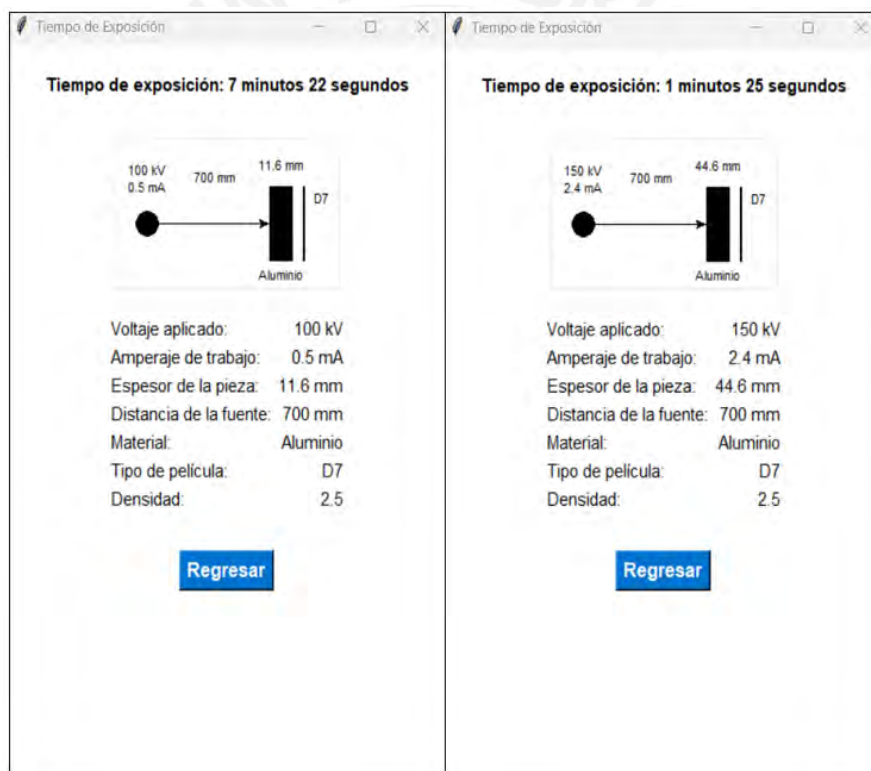 Tiempo de Exposición
Tiempo de exposición: 7 minutos 22 segundos
100 kV
0.5 mA
700 mm
11.6 mm
D7
Aluminio
Voltaje aplicado: 100 kV
Amperaje de trabajo: 0.5 mA
Espesor de la pieza: 11.6 mm
Distancia de la fuente: 700 mm
Material: Aluminio
Tipo de película: D7
Densidad: 2.5
Regresar
Tiempo de Exposición
Tiempo de exposición: 1 minutos 25 segundos
150 kV
2.4 mA
700 mm
44.6 mm
D7
Aluminio
Voltaje aplicado: 150 kV
Amperaje de trabajo: 2.4 mA
Espesor de la pieza: 44.6 mm
Distancia de la fuente: 700 mm
Material: Aluminio
Tipo de película: D7
Densidad: 2.5
Regresar